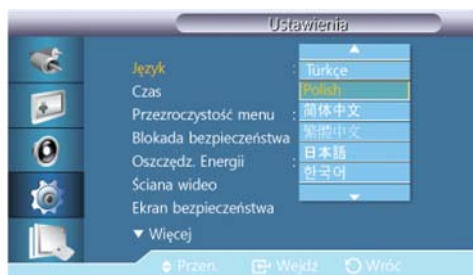 Ustawienia
Język :
Türkçe
Polish
简体中文
繁體中文
日本語
한국어
Czas
Przezroczystość menu :
Blokada bezpieczeństwa
Oszczędz. Energii :
Ściana wideo
Ekran bezpieczeństwa
▼ Więcej
Przen. Wejdź Wróc